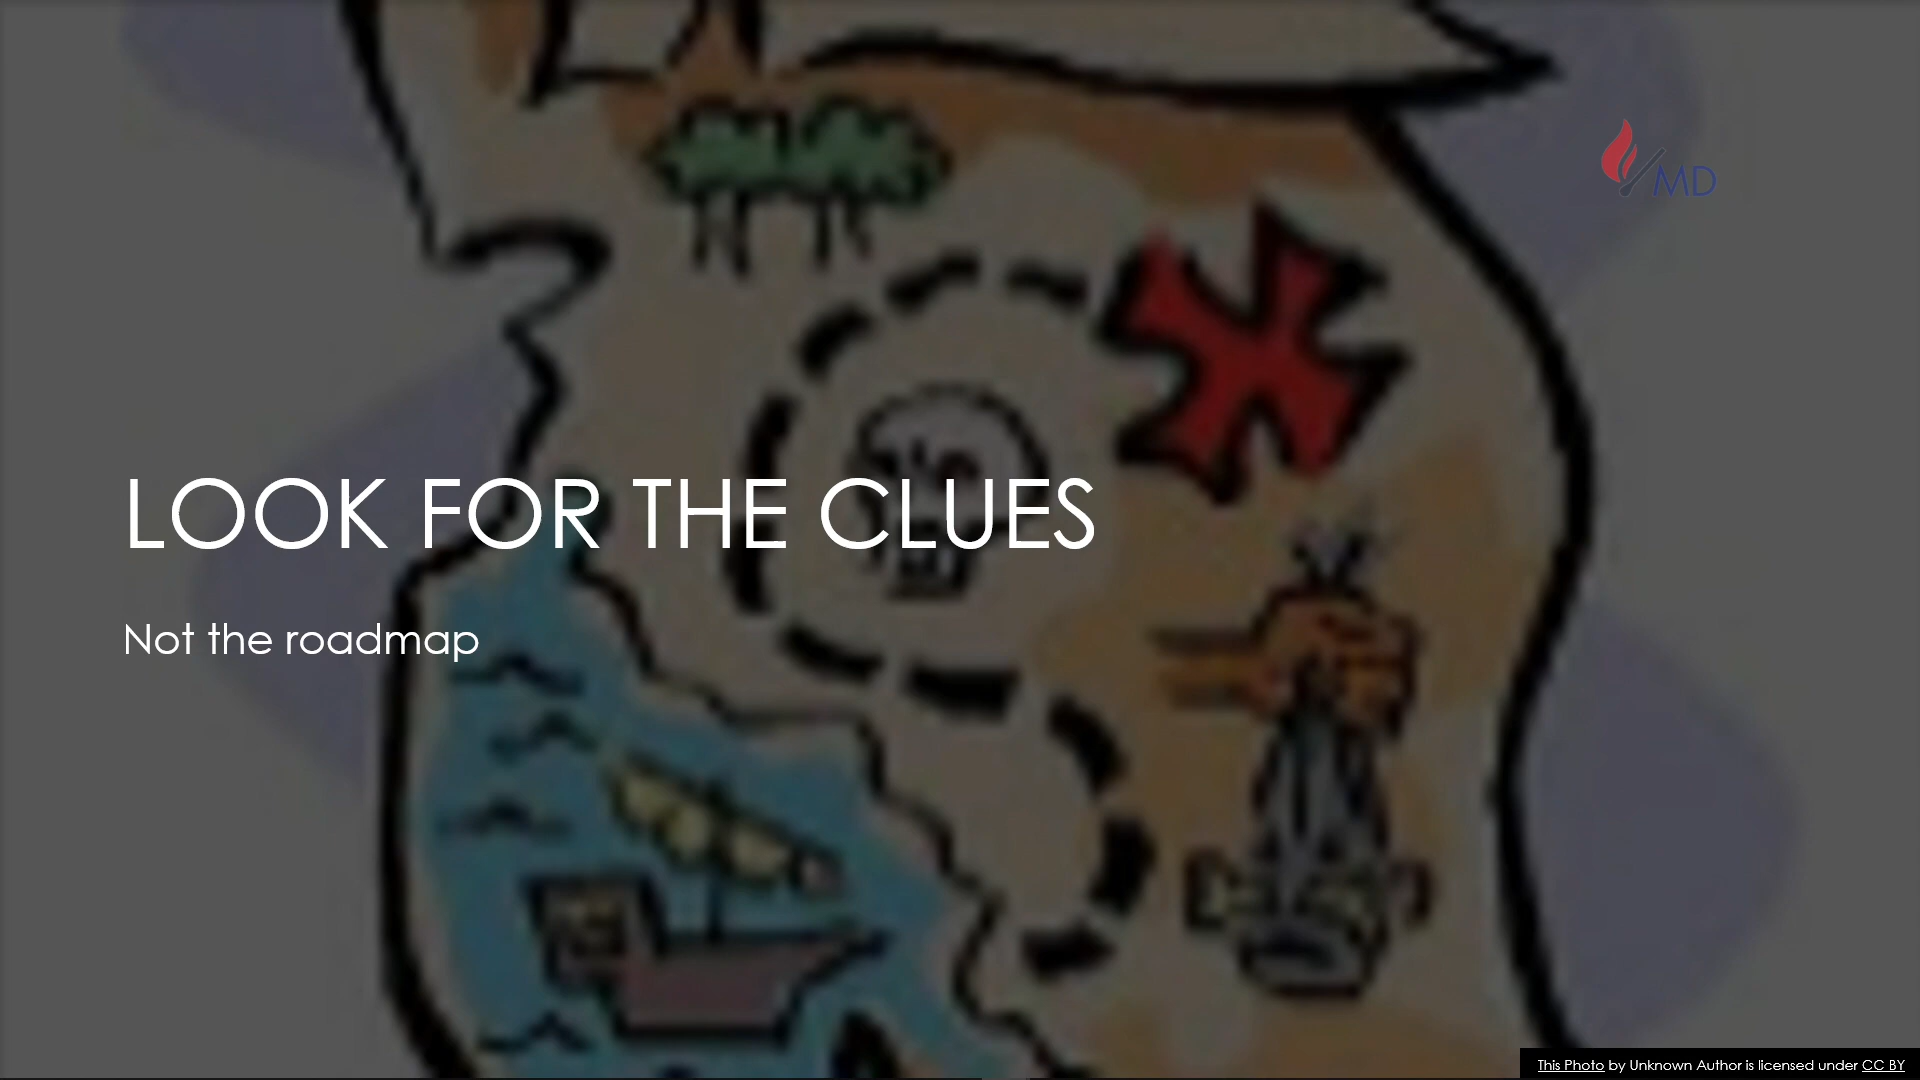 MD
LOOK FOR THE CLUES
Not the roadmap
This Photo by Unknown Author is licensed under CC BY